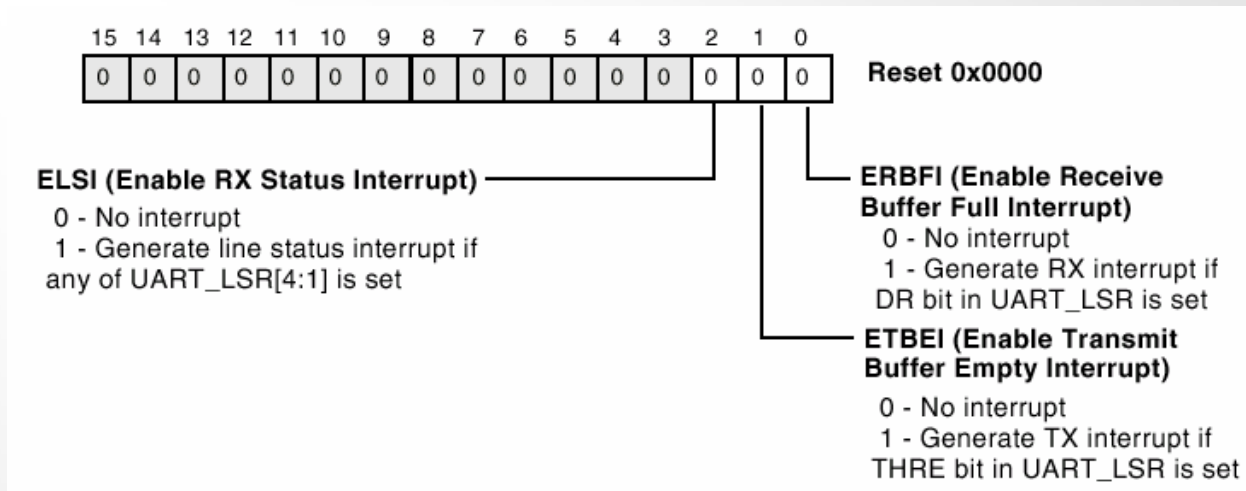 15 14 13 12 11 10 9 8 7 6 5 4 3 2 1 0
0 0 0 0 0 0 0 0 0 0 0 0 0 0 0 0
Reset 0x0000
ELSI (Enable RX Status Interrupt)
0 - No interrupt
1 - Generate line status interrupt if
any of UART_LSR[4:1] is set
ERBFI (Enable Receive
Buffer Full Interrupt)
0 - No interrupt
1 - Generate RX interrupt if
DR bit in UART_LSR is set
ETBEI (Enable Transmit
Buffer Empty Interrupt)
0 - No interrupt
1 - Generate TX interrupt if
THRE bit in UART_LSR is set